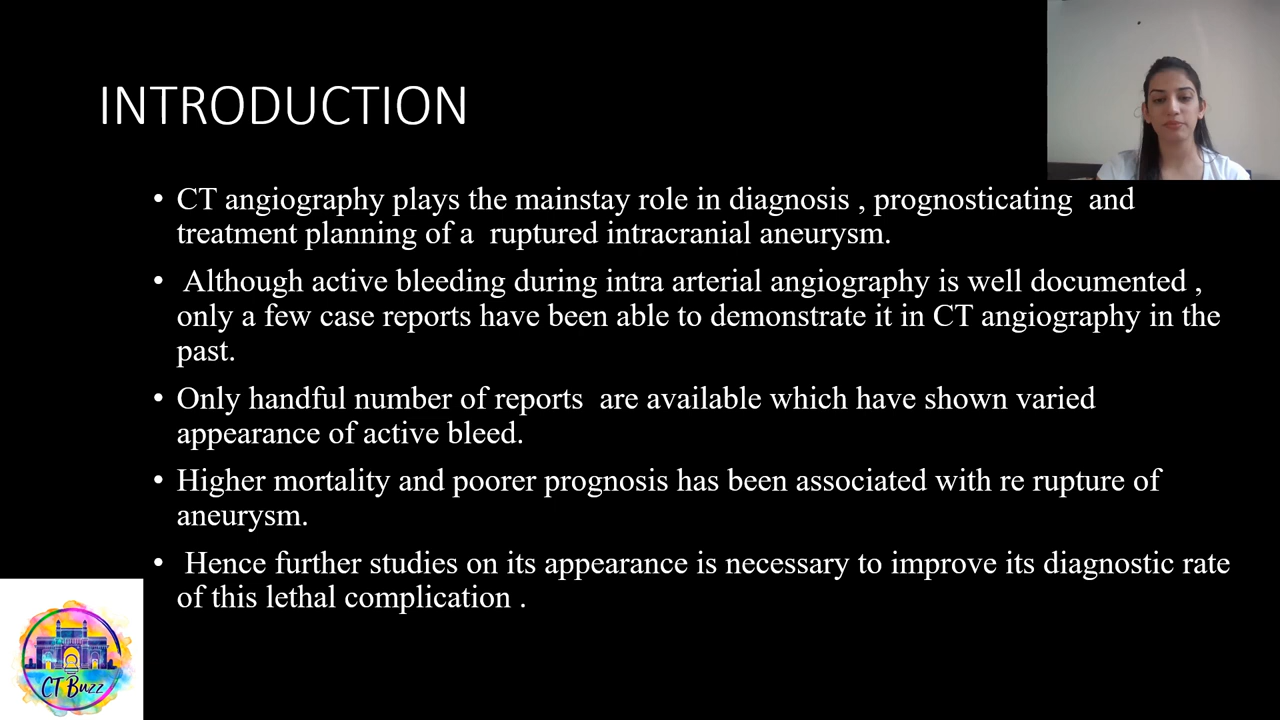 INTRODUCTION
• CT angiography plays the mainstay role in diagnosis , prognosticating  and
treatment planning of a  ruptured intracranial aneurysm.
•  Although active bleeding during intra arterial angiography is well documented ,
only a few case reports have been able to demonstrate it in CT angiography in the
past.
• Only handful number of reports  are available which have shown varied
appearance of active bleed.
• Higher mortality and poorer prognosis has been associated with re rupture of
aneurysm.
•  Hence further studies on its appearance is necessary to improve its diagnostic rate
of this lethal complication .
CT Buzz